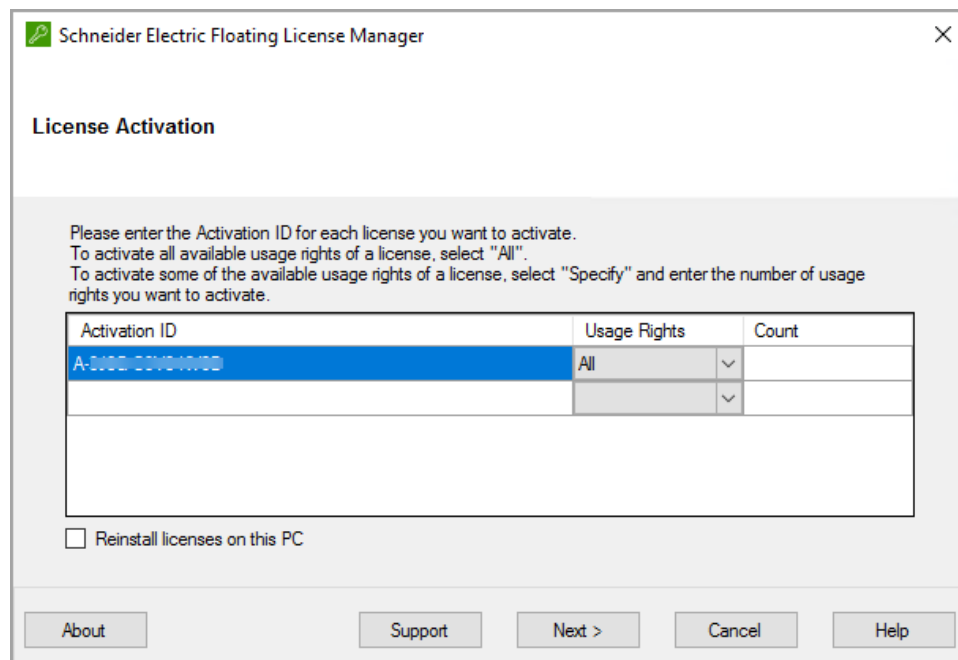 Schneider Electric Floating License Manager
License Activation
Please enter the Activation ID for each license you want to activate.
To activate all available usage rights of a license, select "All".
To activate some of the available usage rights of a license, select "Specify" and enter the number of usage
rights you want to activate.
Activation ID Usage Rights Count
A- All
Reinstall licenses on this PC
About Support Next > Cancel Help